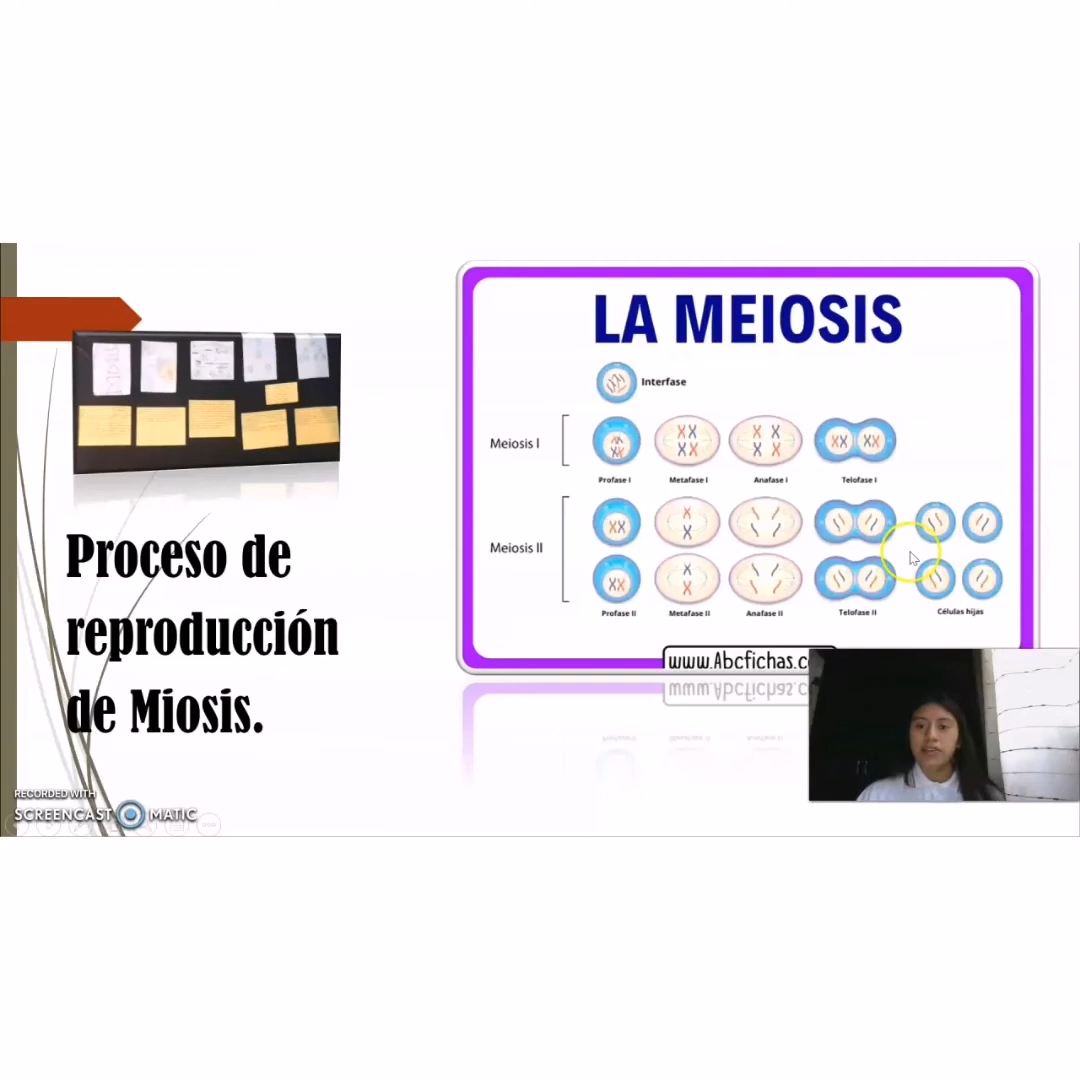 LA MEIOSIS
Interfase
Meiosis I
Profase I
Metafase I
Anafase I
Telofase I
Meiosis II
Profase II
Metafase II
Anafase II
Telofase II
Células hijas
www.Abcfichas.c
Proceso de
reproducción
de Miosis.
RECORDED WITH
SCREENCAST MATIC